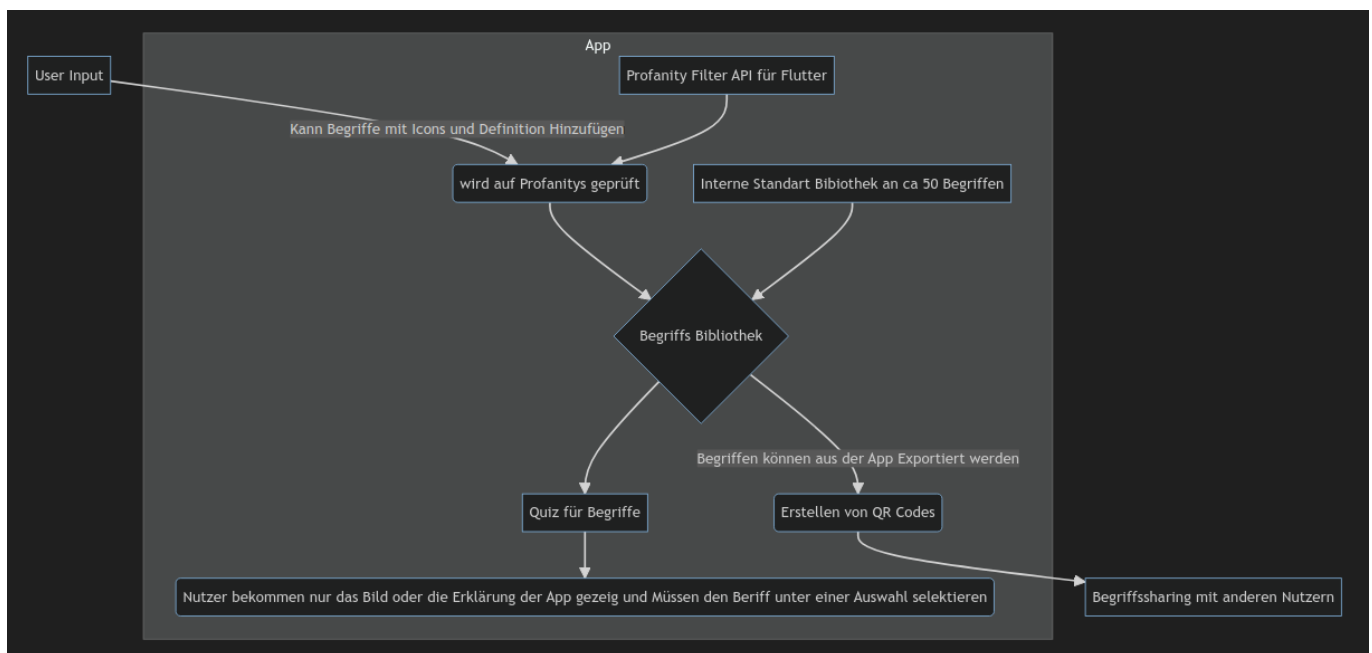 App
User Input
Profanity Filter API für Flutter
Kann Begriffe mit Icons und Definition Hinzufügen
wird auf Profanitys geprüft
Interne Standart Bibiothek an ca 50 Begriffen
Begriffs Bibliothek
Begriffen können aus der App Exportiert werden
Quiz für Begriffe
Erstellen von QR Codes
Nutzer bekommen nur das Bild oder die Erklärung der App gezeig und Müssen den Beriff unter einer Auswahl selektieren
Begriffssharing mit anderen Nutzern